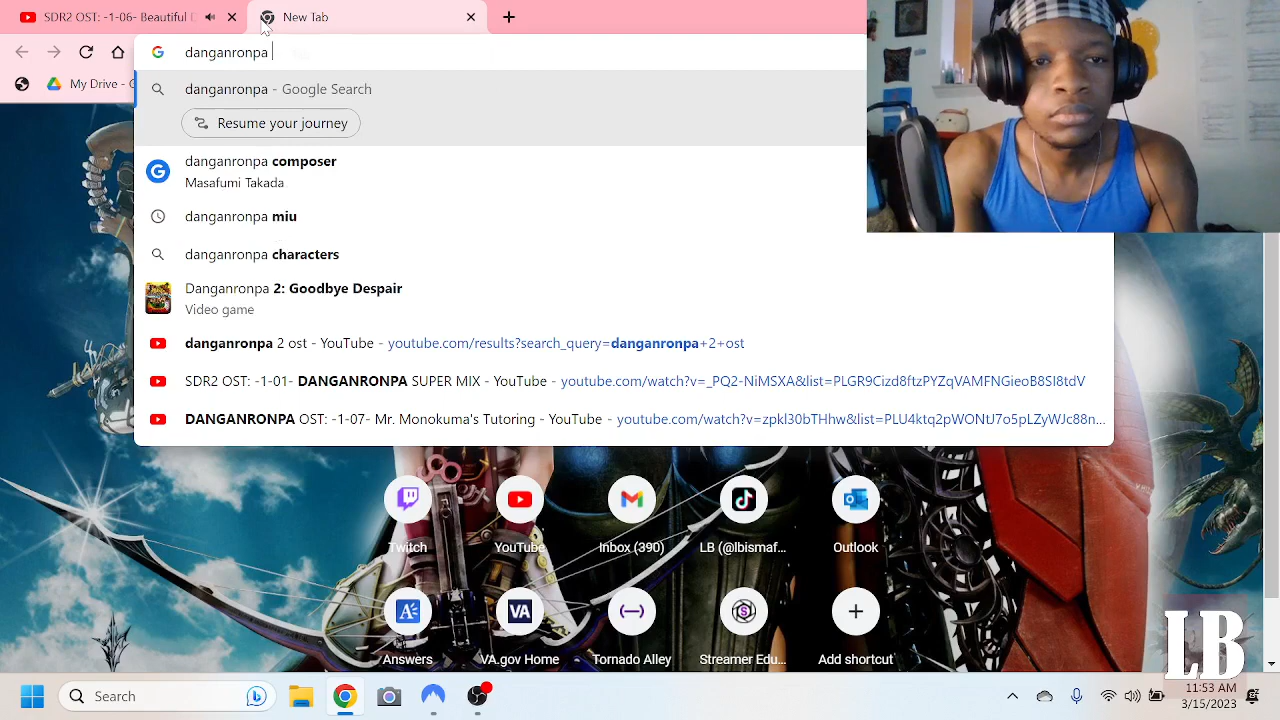 SDR2 OST: -1-06- Beautiful
New Tab
danganronpa
My Drive - G
danganronpa - Google Search
Resume your journey
danganronpa composer
Masafumi Takada
danganronpa miu
danganronpa characters
Danganronpa 2: Goodbye Despair
Video game
danganronpa 2 ost - YouTube - youtube.com/results?search_query=danganronpa+2+ost
SDR2 OST: -1-01- DANGANRONPA SUPER MIX - YouTube - youtube.com/watch?v=_PQ2-NiMSXA&list=PLGR9Cizd8ftzPYZqVAMFNGieoB8SI8tdV
DANGANRONPA OST: -1-07- Mr. Monokuma's Tutoring - YouTube - youtube.com/watch?v=zpkl30bTHhw&list=PLU4ktq2pWONtJ7o5pLZyWJc88n...
Twitch
YouTube
Inbox (390)
LB (@lbismaf...
Outlook
Answers
VA.gov Home
Tornado Alley
Streamer Edu...
Add shortcut
LB
Search
11:53 AM
3/15/2023